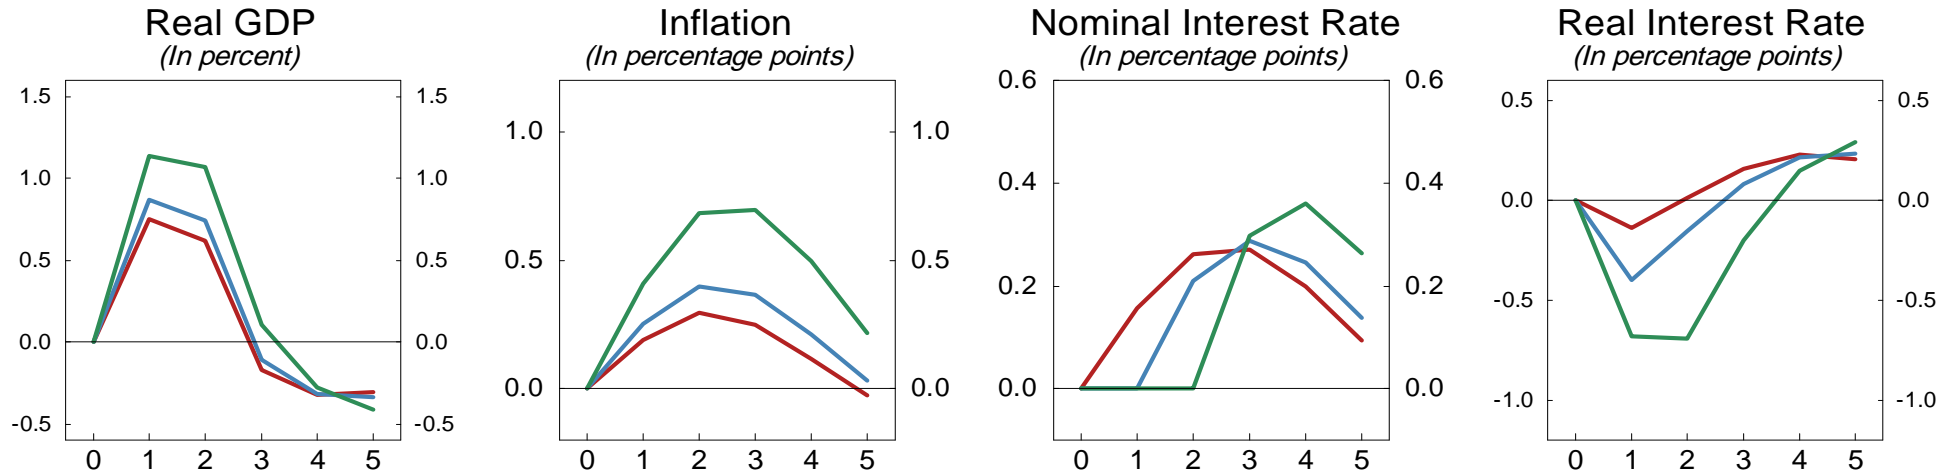 Real GDP
(In percent)
1.5
1.0
0.5
0.0
-0.5
1.5
1.0
0.5
0.0
-0.5
0 1 2 3 4 5
Inflation
(In percentage points)
1.0
0.5
0.0
1.0
0.5
0.0
0 1 2 3 4 5
Nominal Interest Rate
(In percentage points)
0.6
0.4
0.2
0.0
0.6
0.4
0.2
0.0
0 1 2 3 4 5
Real Interest Rate
(In percentage points)
0.5
0.0
-0.5
-1.0
0.5
0.0
-0.5
-1.0
0 1 2 3 4 5